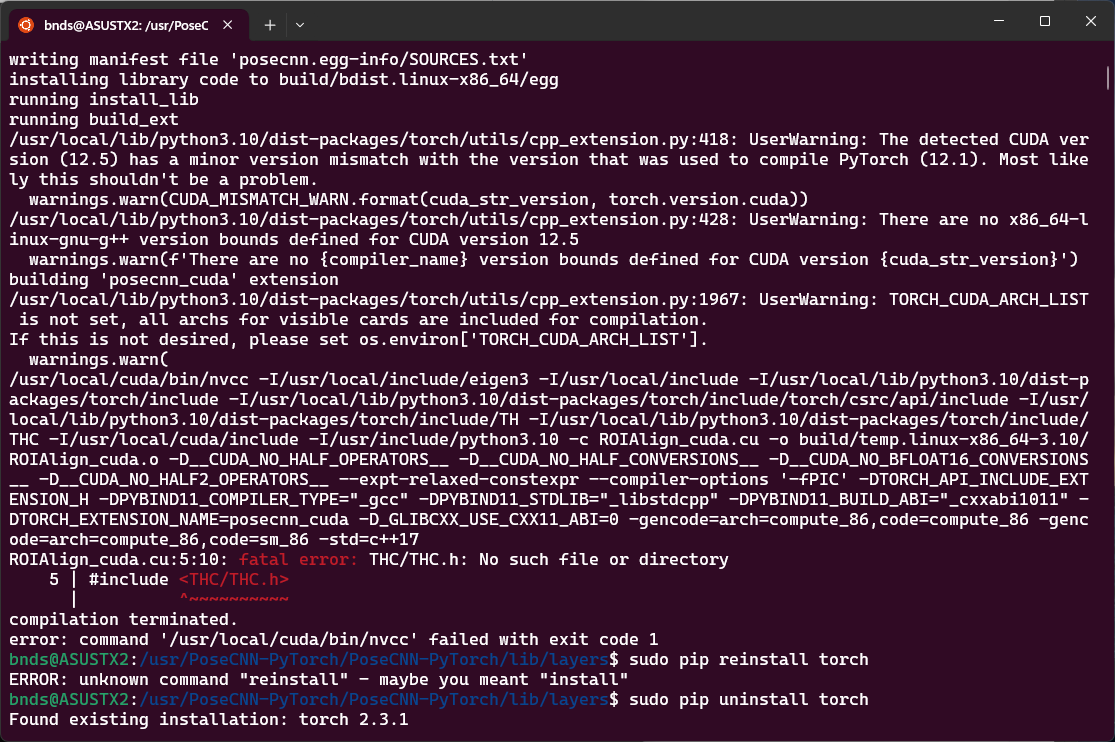 bnds@ASUSTX2: /usr/PoseC
writing manifest file 'posecnn.egg-info/SOURCES.txt'
installing library code to build/bdist.linux-x86_64/egg
running install_lib
running build_ext
/usr/local/lib/python3.10/dist-packages/torch/utils/cpp_extension.py:418: UserWarning: The detected CUDA ver
sion (12.5) has a minor version mismatch with the version that was used to compile PyTorch (12.1). Most like
ly this shouldn't be a problem.
  warnings.warn(CUDA_MISMATCH_WARN.format(cuda_str_version, torch.version.cuda))
/usr/local/lib/python3.10/dist-packages/torch/utils/cpp_extension.py:428: UserWarning: There are no x86_64-l
inux-gnu-g++ version bounds defined for CUDA version 12.5
  warnings.warn(f'There are no {compiler_name} version bounds defined for CUDA version {cuda_str_version}')
building 'posecnn_cuda' extension
/usr/local/lib/python3.10/dist-packages/torch/utils/cpp_extension.py:1967: UserWarning: TORCH_CUDA_ARCH_LIST
 is not set, all archs for visible cards are included for compilation.
If this is not desired, please set os.environ['TORCH_CUDA_ARCH_LIST'].
  warnings.warn(
/usr/local/cuda/bin/nvcc -I/usr/local/include/eigen3 -I/usr/local/include -I/usr/local/lib/python3.10/dist-p
ackages/torch/include -I/usr/local/lib/python3.10/dist-packages/torch/include/torch/csrc/api/include -I/usr/
local/lib/python3.10/dist-packages/torch/include/TH -I/usr/local/lib/python3.10/dist-packages/torch/include/
THC -I/usr/local/cuda/include -I/usr/include/python3.10 -c ROIAlign_cuda.cu -o build/temp.linux-x86_64-3.10/
ROIAlign_cuda.o -D__CUDA_NO_HALF_OPERATORS__ -D__CUDA_NO_HALF_CONVERSIONS__ -D__CUDA_NO_BFLOAT16_CONVERSIONS
__ -D__CUDA_NO_HALF2_OPERATORS__ --expt-relaxed-constexpr --compiler-options '-fPIC' -DTORCH_API_INCLUDE_EXT
ENSION_H -DPYBIND11_COMPILER_TYPE="_gcc" -DPYBIND11_STDLIB="_libstdcpp" -DPYBIND11_BUILD_ABI="_cxxabi1011" -
DTORCH_EXTENSION_NAME=posecnn_cuda -D_GLIBCXX_USE_CXX11_ABI=0 -gencode=arch=compute_86,code=compute_86 -genc
ode=arch=compute_86,code=sm_86 -std=c++17
ROIAlign_cuda.cu:5:10: fatal error: THC/THC.h: No such file or directory
    5 | #include <THC/THC.h>
      |          ^~~~~~~~~~~
compilation terminated.
error: command '/usr/local/cuda/bin/nvcc' failed with exit code 1
bnds@ASUSTX2:/usr/PoseCNN-PyTorch/PoseCNN-PyTorch/lib/layers$ sudo pip reinstall torch
ERROR: unknown command "reinstall" - maybe you meant "install"
bnds@ASUSTX2:/usr/PoseCNN-PyTorch/PoseCNN-PyTorch/lib/layers$ sudo pip uninstall torch
Found existing installation: torch 2.3.1